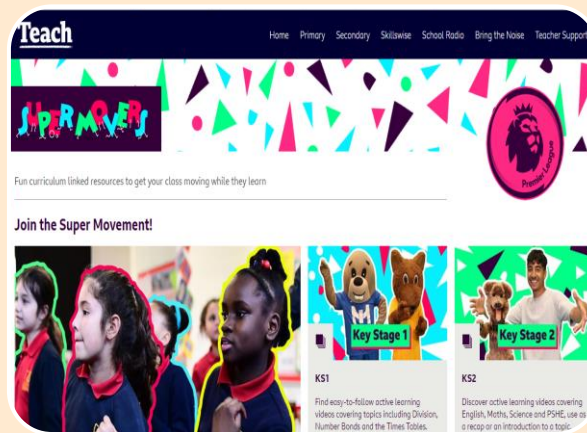 Teach
Home Primary Secondary Skillswise School Radio Bring the Noise Teacher Support
SUPER MOVERS
Premier League
Fun curriculum linked resources to get your class moving while they learn
Join the Super Movement!
Key Stage 1
Key Stage 2
KS1
Find easy-to-follow active learning
videos covering topics including Division,
Number Bonds and the Times Tables.
KS2
Discover active learning videos covering
English, Maths, Science and PSHE, use as
a recap or an introduction to a topic.